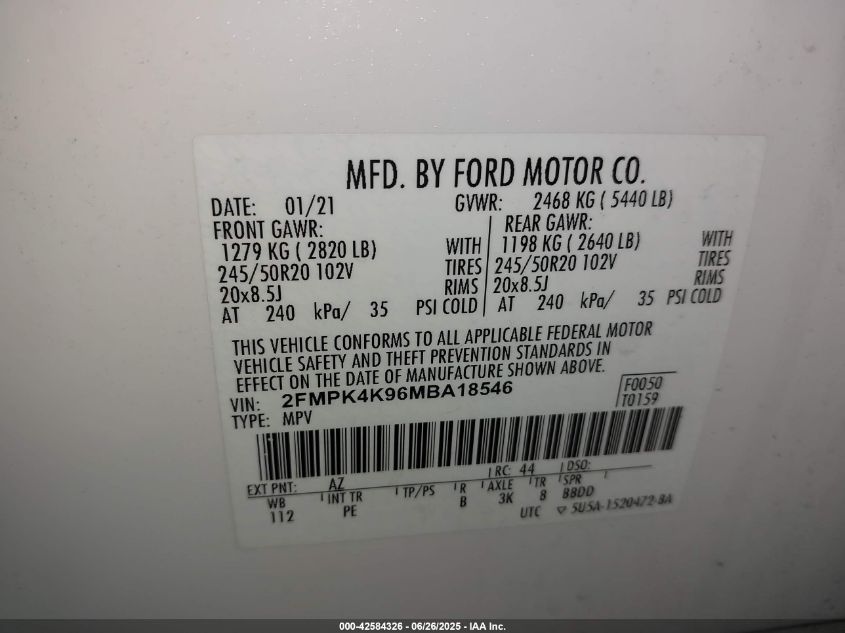 MFD. BY FORD MOTOR CO.
DATE: 01/21 GVWR: 2468 KG ( 5440 LB)
FRONT GAWR: REAR GAWR:
1279 KG ( 2820 LB) WITH 1198 KG ( 2640 LB) WITH
245/50R20 102V TIRES 245/50R20 102V TIRES
20x8.5J RIMS 20x8.5J RIMS
AT 240 kPa/ 35 PSI COLD AT 240 kPa/ 35 PSI COLD
THIS VEHICLE CONFORMS TO ALL APPLICABLE FEDERAL MOTOR
VEHICLE SAFETY AND THEFT PREVENTION STANDARDS IN
EFFECT ON THE DATE OF MANUFACTURE SHOWN ABOVE.
VIN: 2FMPK4K96MBA18546 F0050
TYPE: MPV T0159
EXT PNT: AZ RC: 44 DSO:
WB INT TR TP/PS R AXLE TR SPR
112 PE B 3K 8 BBDD
UTC ▽ 5U5A-1520472-BA
000-42584326 | 06/26/2025 - IAA Inc.